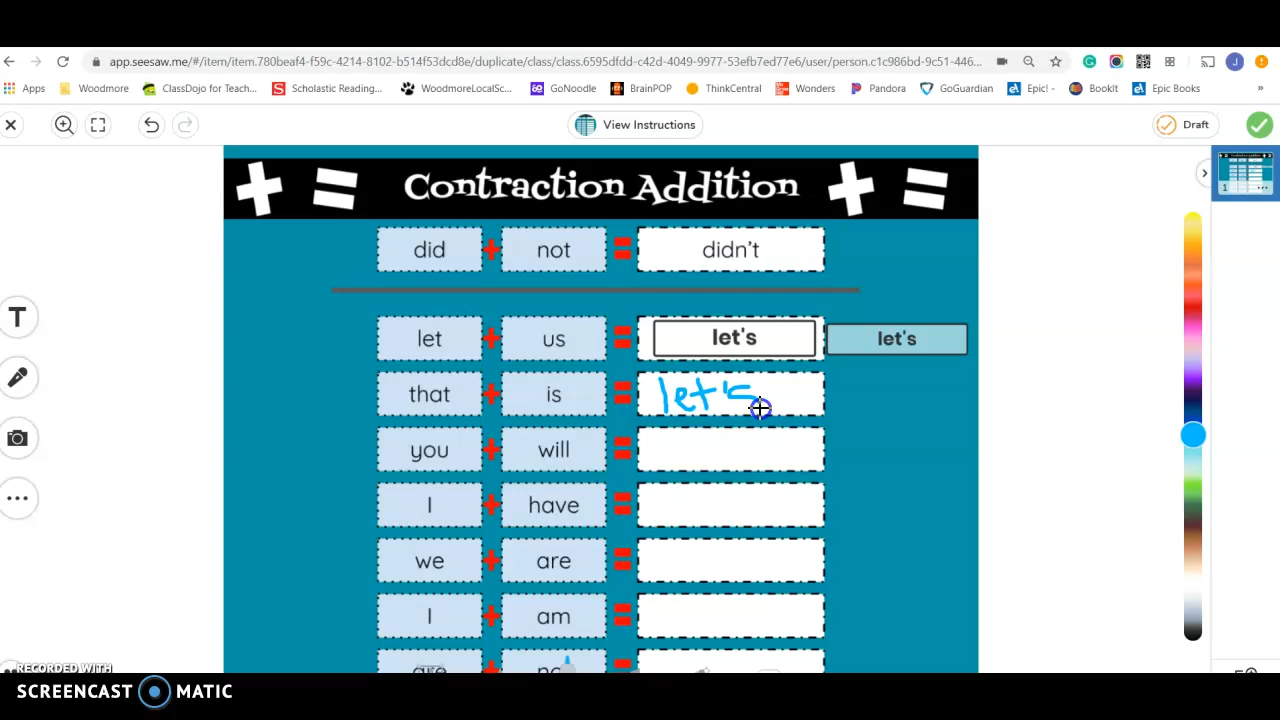 app.seesaw.me/#/item/item.780beaf4-f59c-4214-8102-b514f53dcd8e/duplicate/class/class.6595dfdd-c42d-4049-9977-53efb7ed77e6/user/person.c1c986bd-9c51-446...
Apps Woodmore ClassDojo for Teach... Scholastic Reading... WoodmoreLocalSc... GoNoodle BrainPOP ThinkCentral Wonders Pandora GoGuardian Epic! - BookIt Epic Books »
View Instructions Draft
+ = Contraction Addition + =
did + not = didn't
let + us = let's let's
that + is = let's
you + will =
I + have =
we + are =
I + am =
are + =
RECORDED WITH
SCREENCAST MATIC